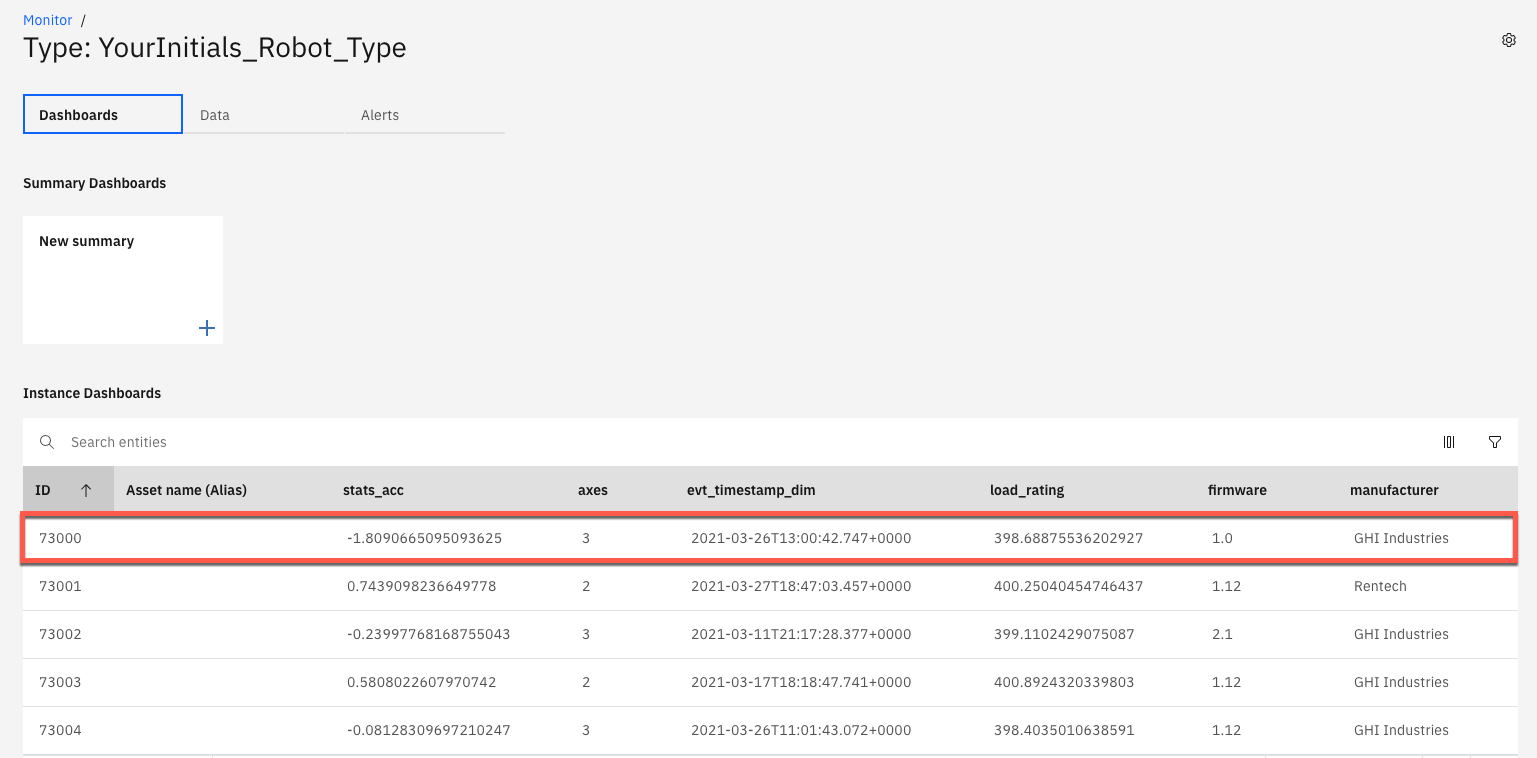 Monitor /
Type: YourInitials_Robot_Type
Dashboards Data Alerts
Summary Dashboards
New summary
Instance Dashboards
Search entities
ID Asset name (Alias) stats_acc axes evt_timestamp_dim load_rating firmware manufacturer
73000 -1.8090665095093625 3 2021-03-26T13:00:42.747+0000 398.68875536202927 1.0 GHI Industries
73001 0.7439098236649778 2 2021-03-27T18:47:03.457+0000 400.25040454746437 1.12 Rentech
73002 -0.23997768168755043 3 2021-03-11T21:17:28.377+0000 399.1102429075087 2.1 GHI Industries
73003 0.5808022607970742 2 2021-03-17T18:18:47.741+0000 400.8924320339803 1.12 GHI Industries
73004 -0.08128309697210247 3 2021-03-26T11:01:43.072+0000 398.4035010638591 1.12 GHI Industries